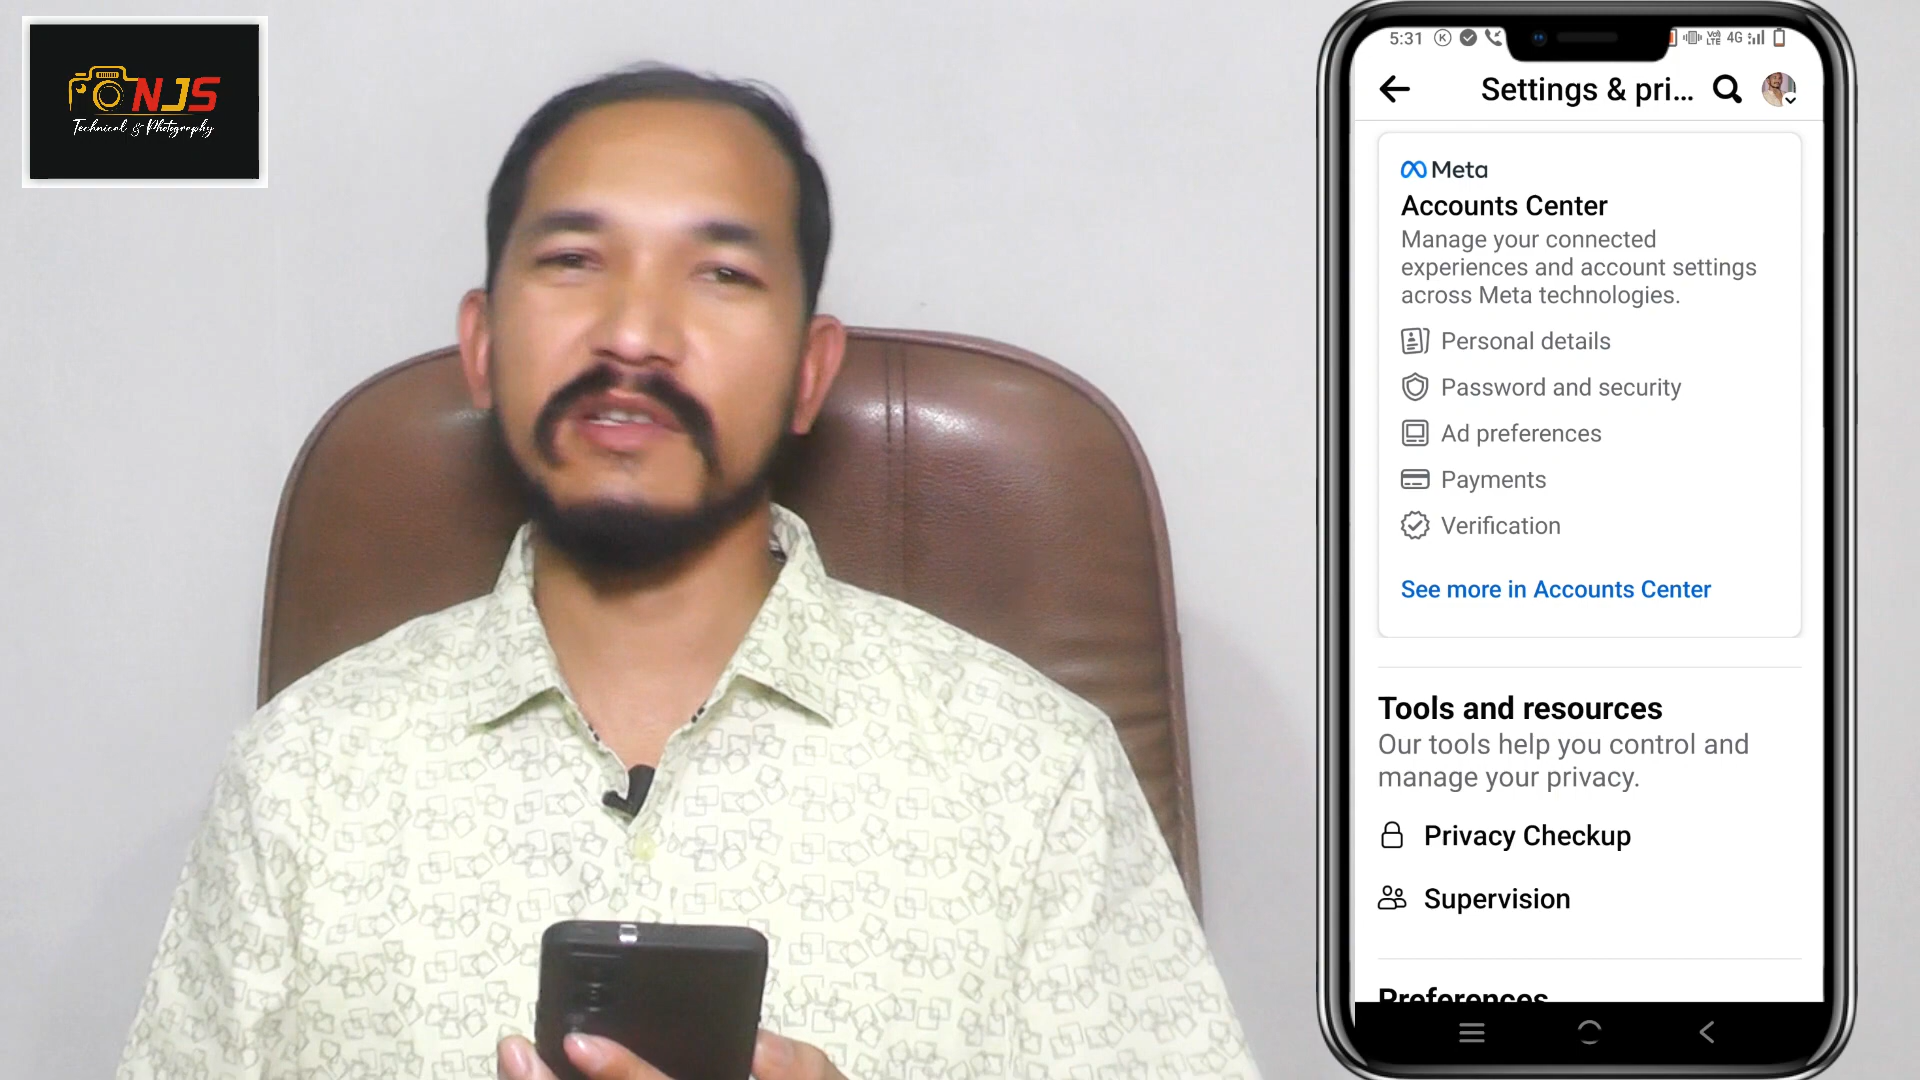 NJS
Technical & Photography
5:31
4G
Settings & pri...
Meta
Accounts Center
Manage your connected
experiences and account settings
across Meta technologies.
Personal details
Password and security
Ad preferences
Payments
Verification
See more in Accounts Center
Tools and resources
Our tools help you control and
manage your privacy.
Privacy Checkup
Supervision
Preferences